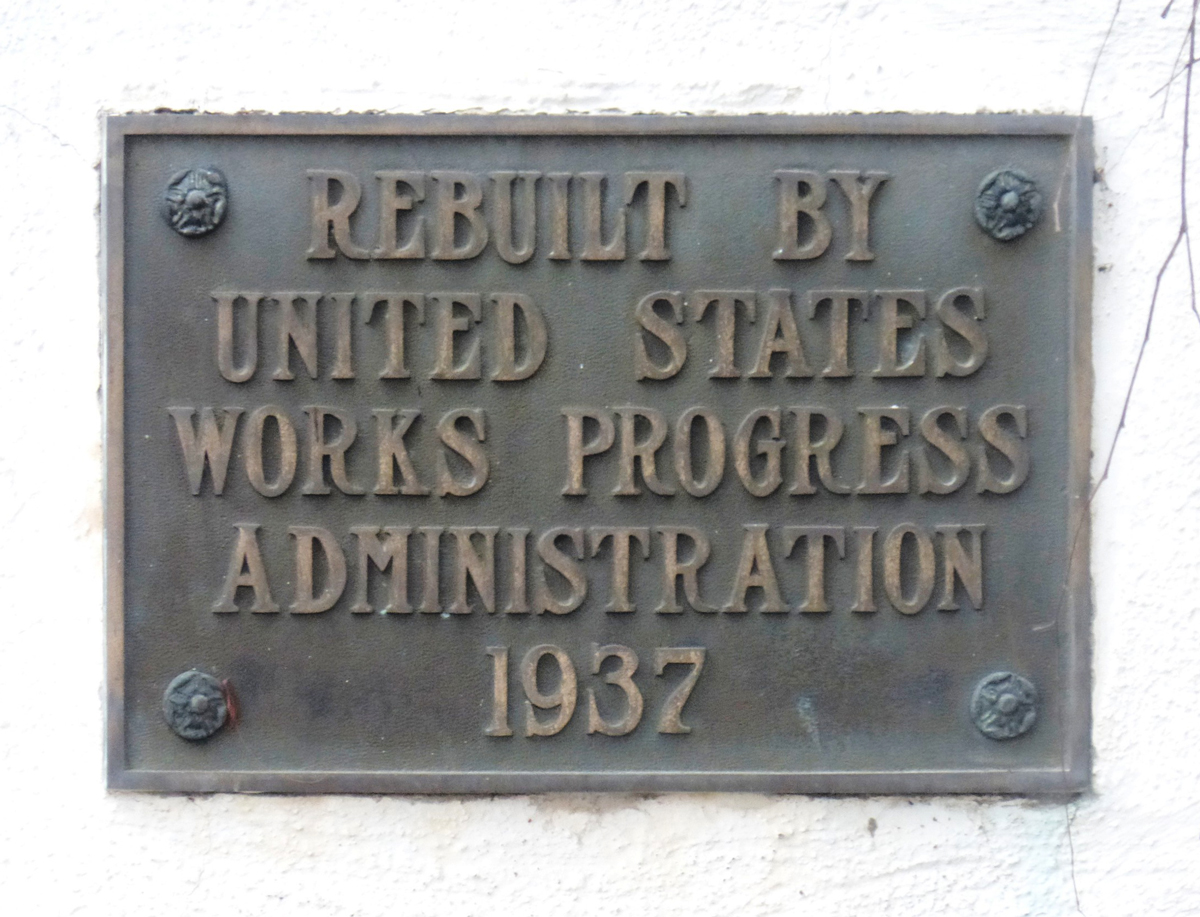 REBUILT BY
UNITED STATES
WORKS PROGRESS
ADMINISTRATION
1937